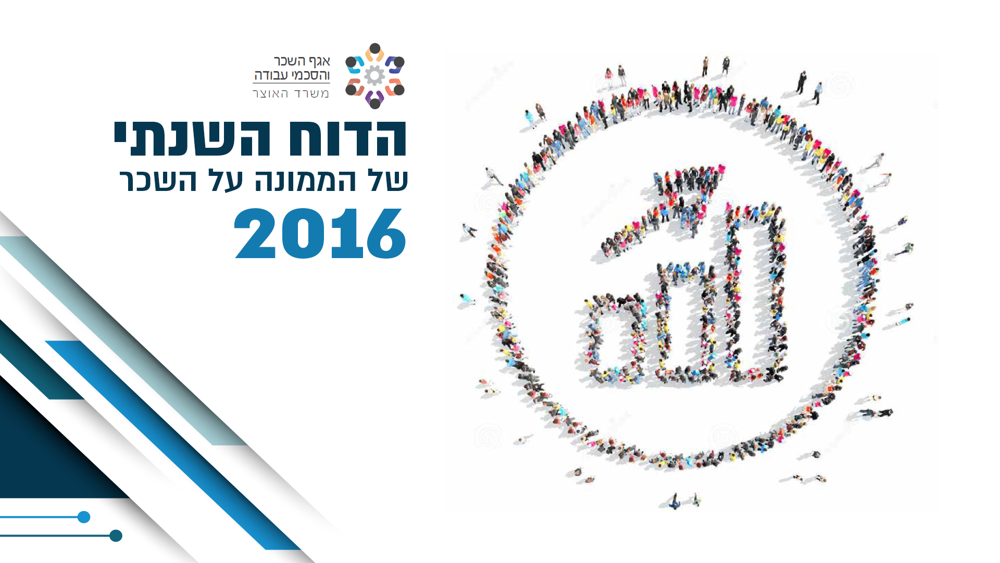 אגף השכר
והסכמי עבודה
משרד האוצר
הדוח השנתי
של הממונה על השכר
2016